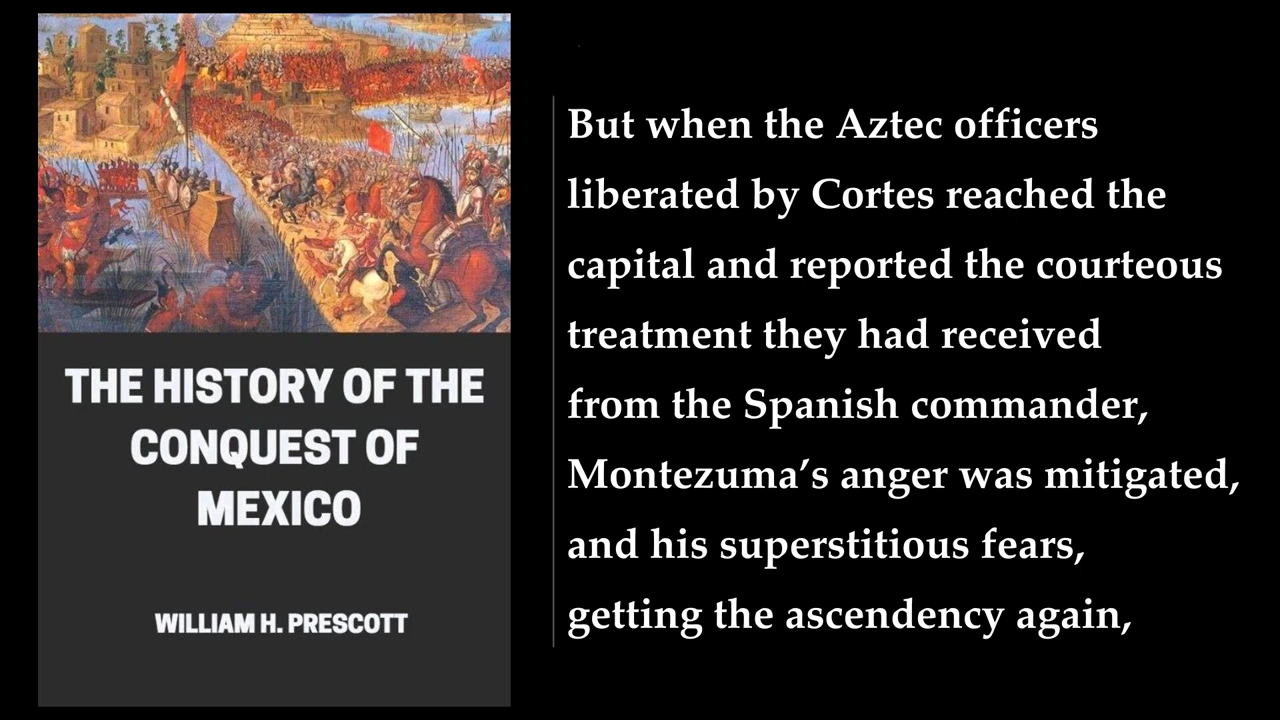 THE HISTORY OF THE
CONQUEST OF
MEXICO
WILLIAM H. PRESCOTT
But when the Aztec officers
liberated by Cortes reached the
capital and reported the courteous
treatment they had received
from the Spanish commander,
Montezuma’s anger was mitigated,
and his superstitious fears,
getting the ascendency again,